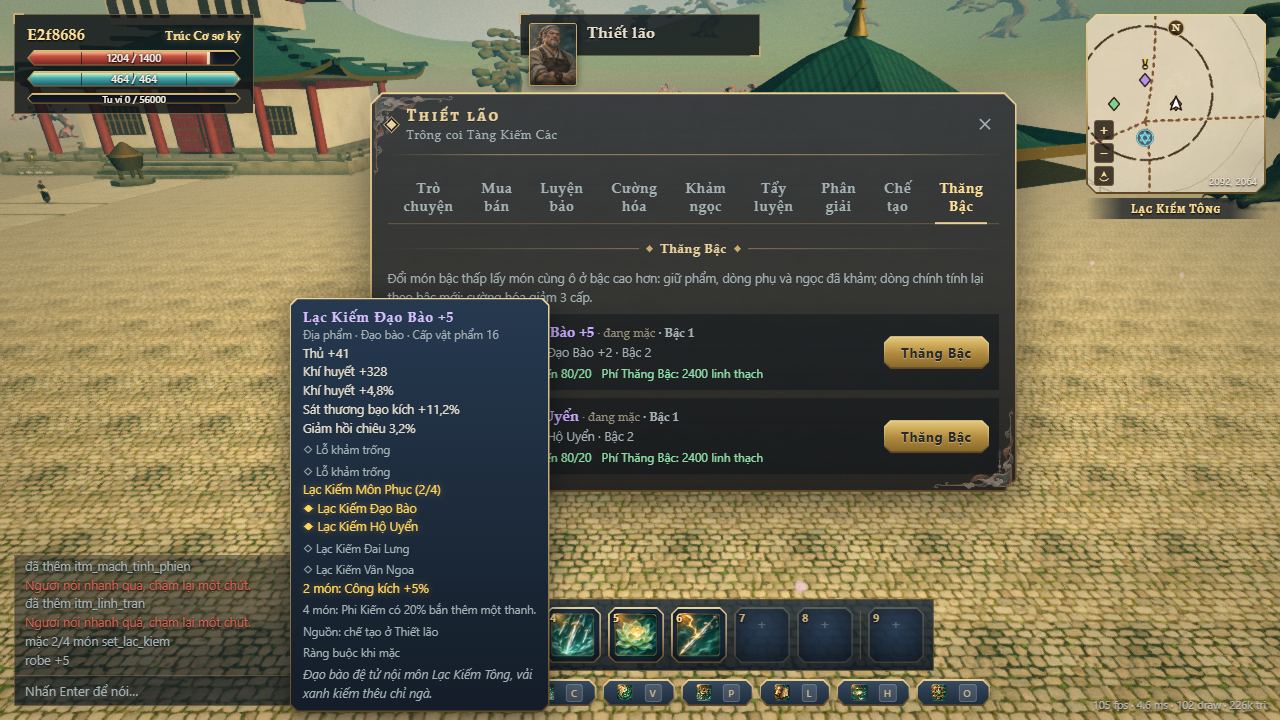 E2f8686
Trúc Cơ sơ kỳ
1204 / 1400
464 / 464
Tu vi 0 / 56000
Thiết lão
N
2092, 2064
Lạc Kiếm Tông
Thiết lão
Trông coi Tàng Kiếm Các
Trò chuyện
Mua bán
Luyện bảo
Cường hóa
Khảm ngọc
Tẩy luyện
Phân giải
Chế tạo
Thăng Bậc
Thăng Bậc
Đổi món bậc thấp lấy món cùng ô ở bậc cao hơn: giữ phẩm, dòng phụ và ngọc đã khảm; dòng chính tính lại
theo bậc mới; cường hóa giảm 3 cấp.
Bào +5 · đang mặc · Bậc 1
Đạo Bào +2 · Bậc 2
80/20 Phí Thăng Bậc: 2400 linh thạch
Thăng Bậc
Uyển · đang mặc · Bậc 1
Hộ Uyển · Bậc 2
80/20 Phí Thăng Bậc: 2400 linh thạch
Thăng Bậc
Lạc Kiếm Đạo Bào +5
Địa phẩm · Đạo bào · Cấp vật phẩm 16
Thủ +41
Khí huyết +328
Khí huyết +4,8%
Sát thương bạo kích +11,2%
Giảm hồi chiêu 3,2%
◇ Lỗ khảm trống
◇ Lỗ khảm trống
Lạc Kiếm Môn Phục (2/4)
◆ Lạc Kiếm Đạo Bào
◆ Lạc Kiếm Hộ Uyển
◇ Lạc Kiếm Đai Lưng
◇ Lạc Kiếm Vân Ngoa
2 món: Công kích +5%
4 món: Phi Kiếm có 20% bắn thêm một thanh.
Nguồn: chế tạo ở Thiết lão
Ràng buộc khi mặc
Đạo bào đệ tử nội môn Lạc Kiếm Tông, vải
xanh kiếm thêu chỉ ngà.
đã thêm itm_mach_tinh_phien
Ngươi nói nhanh quá, chậm lại một chút.
đã thêm itm_linh_tran
Ngươi nói nhanh quá, chậm lại một chút.
mặc 2/4 món set_lac_kiem
robe +5
Nhấn Enter để nói...
4 5 6 7 8 9
C V P L H O
105 fps · 4.6 ms · 102 draw · 226k tri